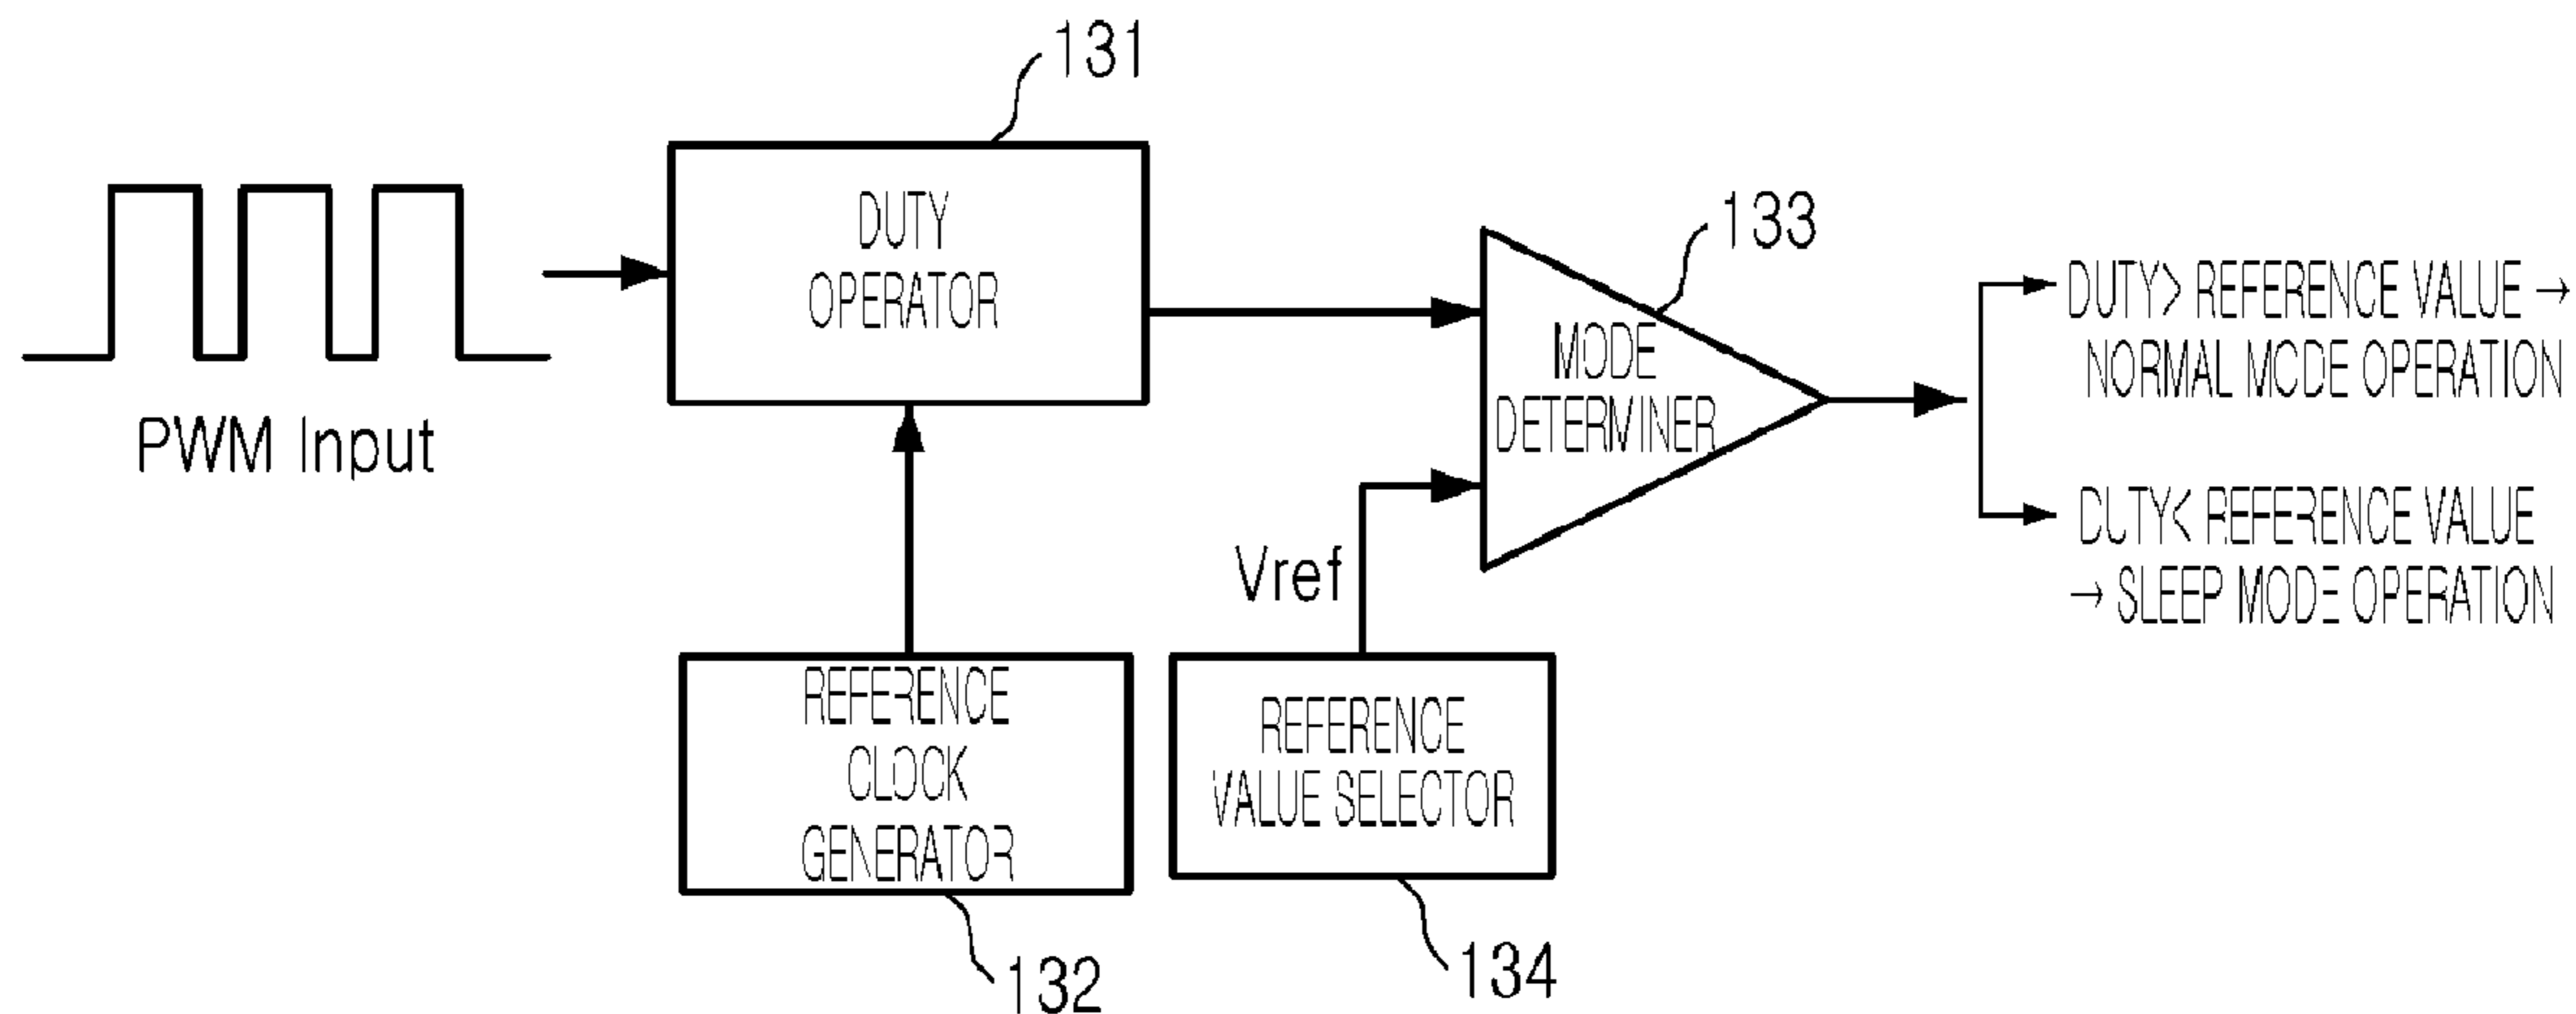 131
DUTY
OPERATOR
PWM Input
133
MODE
DETERMINER
DUTY> REFERENCE VALUE →
NORMAL MODE OPERATION
DUTY< REFERENCE VALUE
→ SLEEP MODE OPERATION
Vref
REFERENCE
CLOCK
GENERATOR
132
REFERENCE
VALUE SELECTOR
134